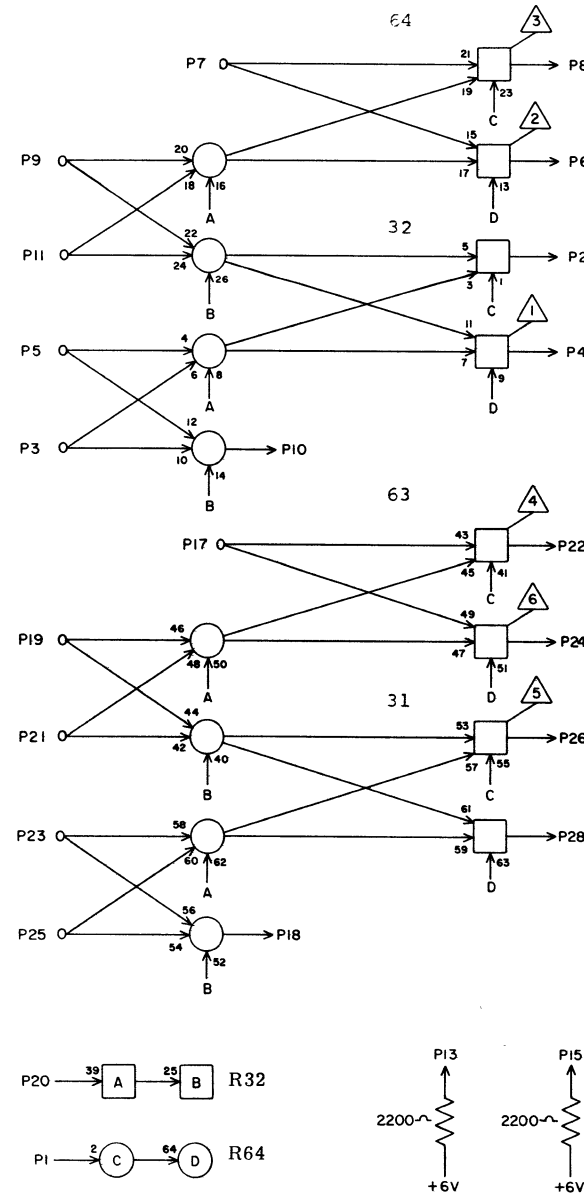 64
3
P7
21
P8
19
23
C
2
P9
20
15
18
16
17
13
P6
A
D
P11
22
32
24
26
5
P2
B
3
1
C
1
P5
4
11
6
8
7
9
P4
A
D
P3
12
10
14
P10
B
63
4
P17
43
P22
45
41
C
6
P19
46
49
48
50
47
51
P24
A
D
31
5
P21
44
42
40
53
P26
B
57
55
C
P23
58
61
60
62
59
63
P28
A
D
P25
56
54
52
P18
B
P13
P15
P20
39
A
25
B
R32
2200
2200
P1
2
C
64
D
R64
+6V
+6V